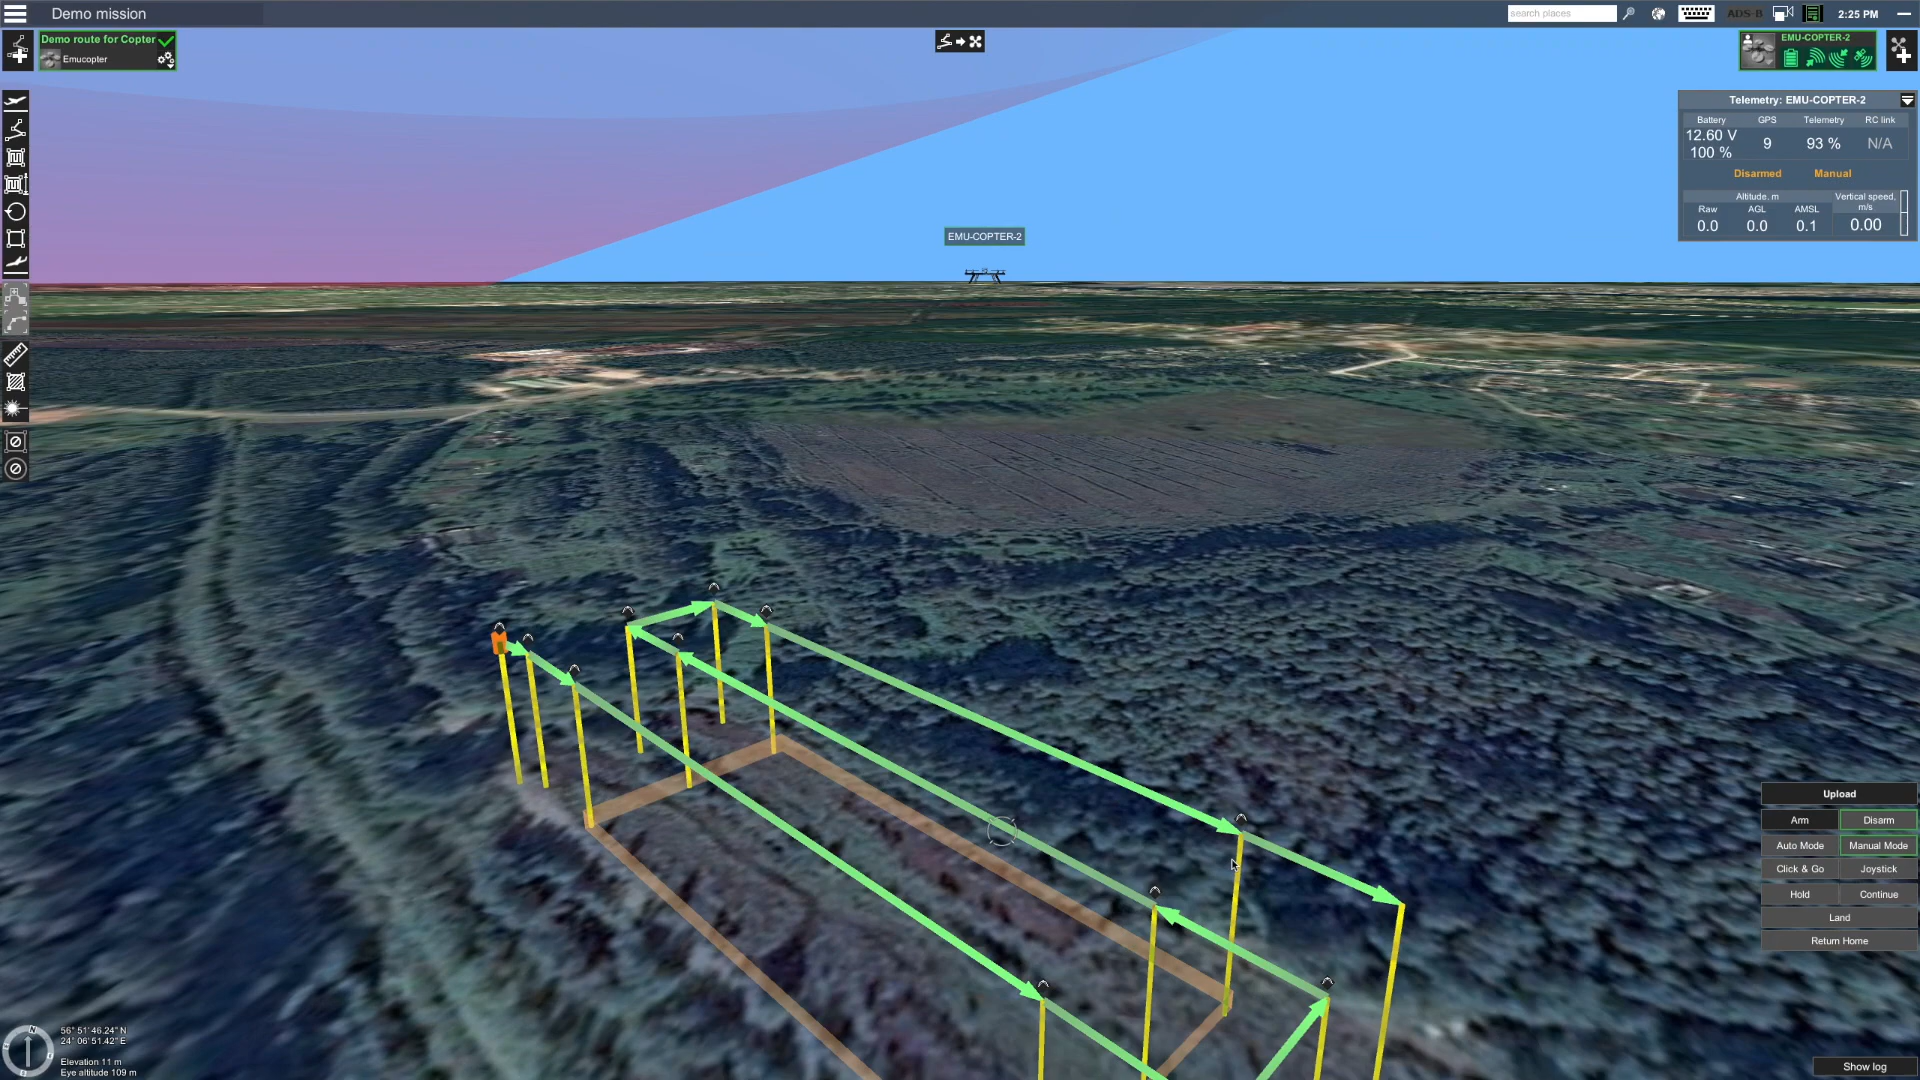 Demo mission
search places
ADS-B
2:25 PM
Demo route for Copter
Emucopter
EMU-COPTER-2
Telemetry: EMU-COPTER-2
Battery GPS Telemetry RC link
12.60 V
100 %
9
93 %
N/A
Disarmed Manual
Altitude, m
Vertical speed, m/s
Raw AGL AMSL
0.0 0.0 0.1 0.00
EMU-COPTER-2
Upload
Arm Disarm
Auto Mode Manual Mode
Click & Go Joystick
Hold Continue
Land
Return Home
N
56° 51' 46.24" N
24° 06' 51.42" E
Elevation 11 m
Eye altitude 109 m
Show log